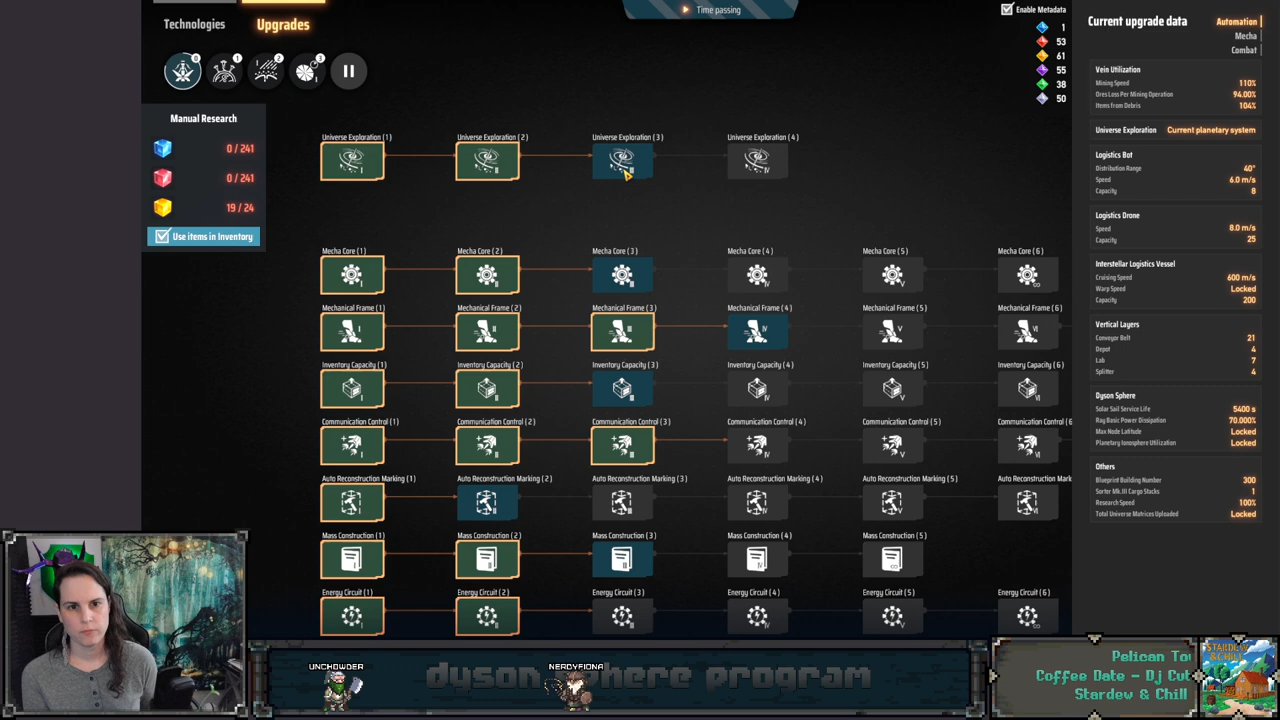 Technologies
Upgrades
Time passing
Enable Metadata
1
53
61
55
38
50
0
1
2
3
Manual Research
0 / 241
0 / 241
19 / 24
Use items in Inventory
Universe Exploration (1)
Universe Exploration (2)
Universe Exploration (3)
Universe Exploration (4)
Mecha Core (1)
Mecha Core (2)
Mecha Core (3)
Mecha Core (4)
Mecha Core (5)
Mecha Core (6)
Mechanical Frame (1)
Mechanical Frame (2)
Mechanical Frame (3)
Mechanical Frame (4)
Mechanical Frame (5)
Mechanical Frame (6)
Inventory Capacity (1)
Inventory Capacity (2)
Inventory Capacity (3)
Inventory Capacity (4)
Inventory Capacity (5)
Inventory Capacity (6)
Communication Control (1)
Communication Control (2)
Communication Control (3)
Communication Control (4)
Communication Control (5)
Communication Control (6
Auto Reconstruction Marking (1)
Auto Reconstruction Marking (2)
Auto Reconstruction Marking (3)
Auto Reconstruction Marking (4)
Auto Reconstruction Marking (5)
Auto Reconstruction Mark
Mass Construction (1)
Mass Construction (2)
Mass Construction (3)
Mass Construction (4)
Mass Construction (5)
Energy Circuit (1)
Energy Circuit (2)
Energy Circuit (3)
Energy Circuit (4)
Energy Circuit (5)
Energy Circuit (6)
Current upgrade data
Automation
Mecha
Combat
Vein Utilization
Mining Speed 110%
Ores Loss Per Mining Operation 94.00%
Items from Debris 104%
Universe Exploration Current planetary system
Logistics Bot
Distribution Range 40°
Speed 6.0 m/s
Capacity 8
Logistics Drone
Speed 8.0 m/s
Capacity 25
Interstellar Logistics Vessel
Cruising Speed 600 m/s
Warp Speed Locked
Capacity 200
Vertical Layers
Conveyor Belt 21
Depot 4
Lab 7
Splitter 4
Dyson Sphere
Solar Sail Service Life 5400 s
Ray Basic Power Dissipation 70.000%
Max Node Latitude Locked
Planetary Ionosphere Utilization Locked
Others
Blueprint Building Number 300
Sorter Mk.III Cargo Stacks 1
Research Speed 100%
Total Universe Matrices Uploaded Locked
UNCHOWDER
NERDYFIONA
dyson sphere program
Pelican To
Coffee Date - Dj Cut
Stardew & Chill
STARDEW
& CHILL